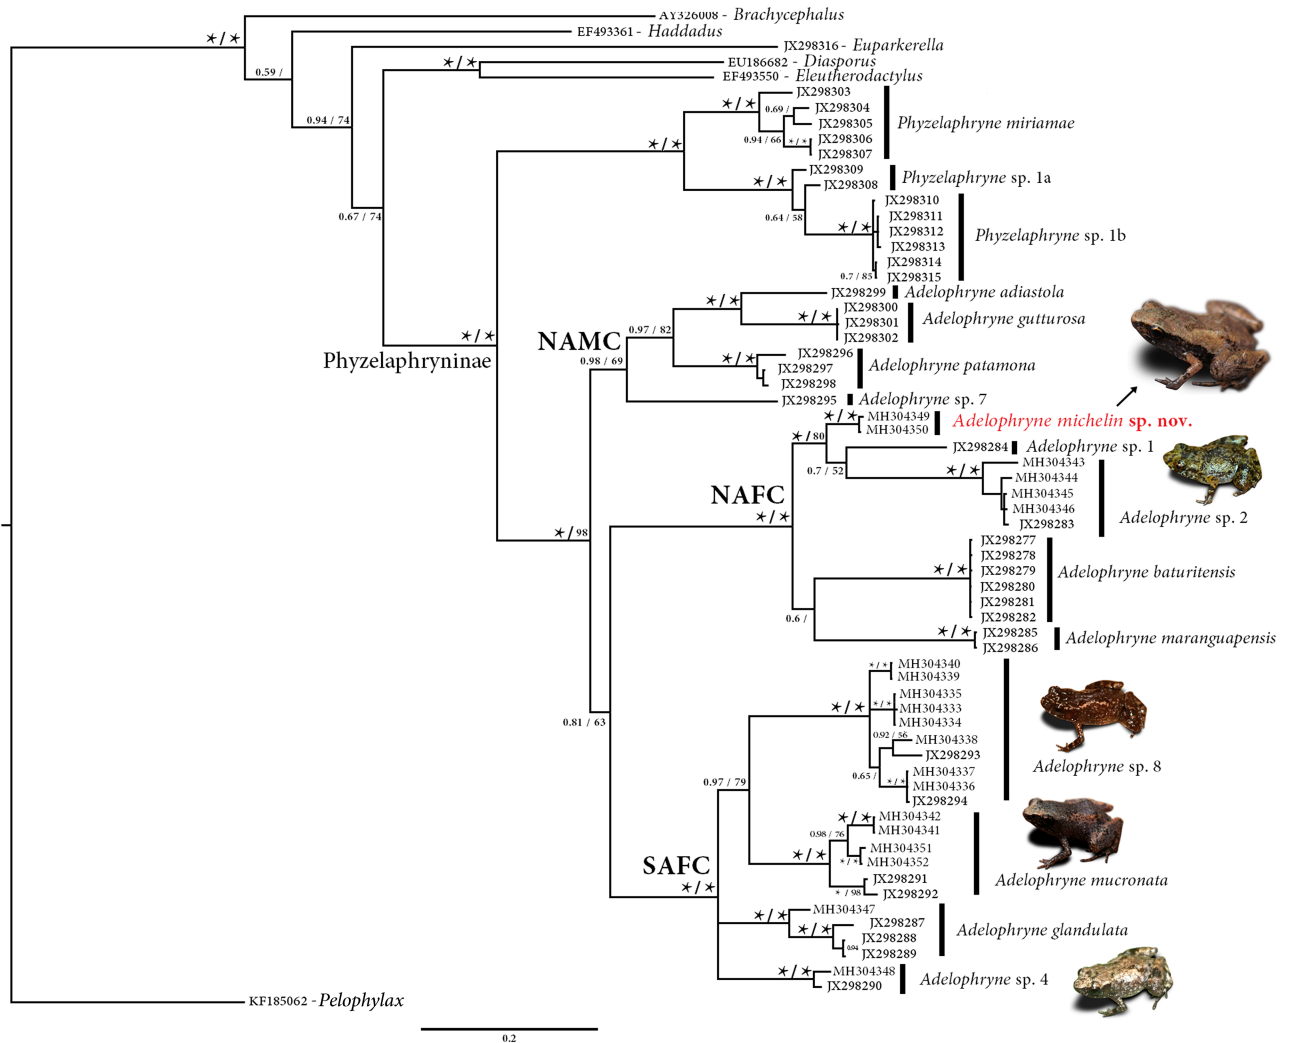 AY326008 - Brachycephalus
*/*
EF493361 - Haddadus
JX298316 - Euparkerella
EU186682 - Diasporus
*/*
0.59 /
EF493550 - Eleutherodactylus
JX298303
*/*
0.69 /
JX298304
0.94 / 74
JX298305
Phyzelaphryne miriamae
0.94 / 66
*/*
JX298306
*/*
JX298307
JX298309
*/*
JX298308
Phyzelaphryne sp. 1a
JX298310
0.67 / 74
0.64 / 58
JX298311
*/*
JX298312
Phyzelaphryne sp. 1b
JX298313
JX298314
0.7 / 85
JX298315
JX298299
Adelophryne adiastola
*/*
JX298300
*/*
JX298301
Adelophryne gutturosa
0.97 / 82
*/*
NAMC
JX298302
Phyzelaphryninae
0.98 / 69
*/*
JX298296
JX298297
Adelophryne patamona
JX298298
JX298295
Adelophryne sp. 7
*/*
MH304349
MH304350
Adelophryne michelin sp. nov.
*/80
JX298284
Adelophryne sp. 1
0.7 / 52
*/*
MH304343
MH304344
NAFC
MH304345
MH304346
*/*
JX298283
Adelophryne sp. 2
*/98
JX298277
JX298278
*/*
JX298279
Adelophryne baturitensis
JX298280
JX298281
0.6 /
JX298282
*/*
JX298285
Adelophryne maranguapensis
JX298286
*/*
MH304340
MH304339
MH304335
*/*
*/*
MH304333
0.81 / 63
MH304334
0.92 / 56
MH304338
JX298293
Adelophryne sp. 8
0.65 /
MH304337
0.97 / 79
*/*
MH304336
JX298294
*/*
MH304342
0.98 / 76
MH304341
*/*
MH304351
SAFC
*/*
MH304352
JX298291
Adelophryne mucronata
*/*
* / 98
JX298292
*/*
MH304347
*/*
JX298287
Adelophryne glandulata
JX298288
0.94
JX298289
*/*
MH304348
Adelophryne sp. 4
JX298290
KF185062 - Pelophylax
0.2